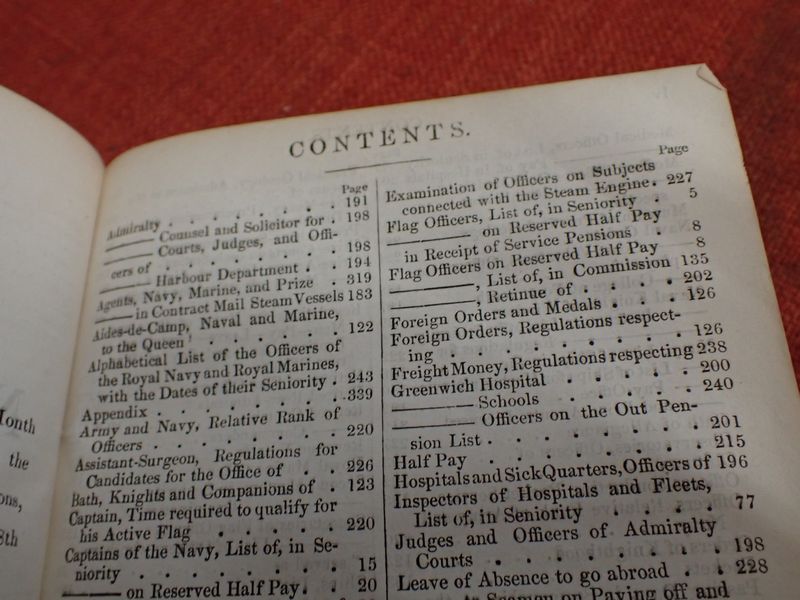 CONTENTS.
Page
Admiralty . . . . . . . 191
——— Counsel and Solicitor for . 198
——— Courts, Judges, and Offi-
cers of . . . . . . . 198
——— Harbour Department . . 194
Agents, Navy, Marine, and Prize . 319
——— in Contract Mail Steam Vessels 183
Aides-de-Camp, Naval and Marine,
to the Queen . . . . . . 122
Alphabetical List of the Officers of
the Royal Navy and Royal Marines,
with the Dates of their Seniority . 243
Appendix . . . . . . . . 339
Army and Navy, Relative Rank of
Officers . . . . . . . 220
Assistant-Surgeon, Regulations for
Candidates for the Office of . . 226
Bath, Knights and Companions of . 123
Captain, Time required to qualify for
his Active Flag . . . . . 220
Captains of the Navy, List of, in Se-
niority . . . . . . . 15
——— on Reserved Half Pay . . 20
Page
Examination of Officers on Subjects
connected with the Steam Engine . 227
Flag Officers, List of, in Seniority . 5
——— on Reserved Half Pay
in Receipt of Service Pensions . 8
Flag Officers on Reserved Half Pay 8
———, List of, in Commission 135
———, Retinue of . . . . 202
Foreign Orders and Medals . . . 126
Foreign Orders, Regulations respect-
ing . . . . . . . . 126
Freight Money, Regulations respecting 238
Greenwich Hospital . . . . . 200
——— Schools . . . . 240
——— Officers on the Out Pen-
sion List . . . . . . . 201
Half Pay . . . . . . . . 215
Hospitals and Sick Quarters, Officers of 196
Inspectors of Hospitals and Fleets,
List of, in Seniority . . . . 77
Judges and Officers of Admiralty
Courts . . . . . . . 198
Leave of Absence to go abroad . . 228
Seaman on Paying off and
Month
the
8th